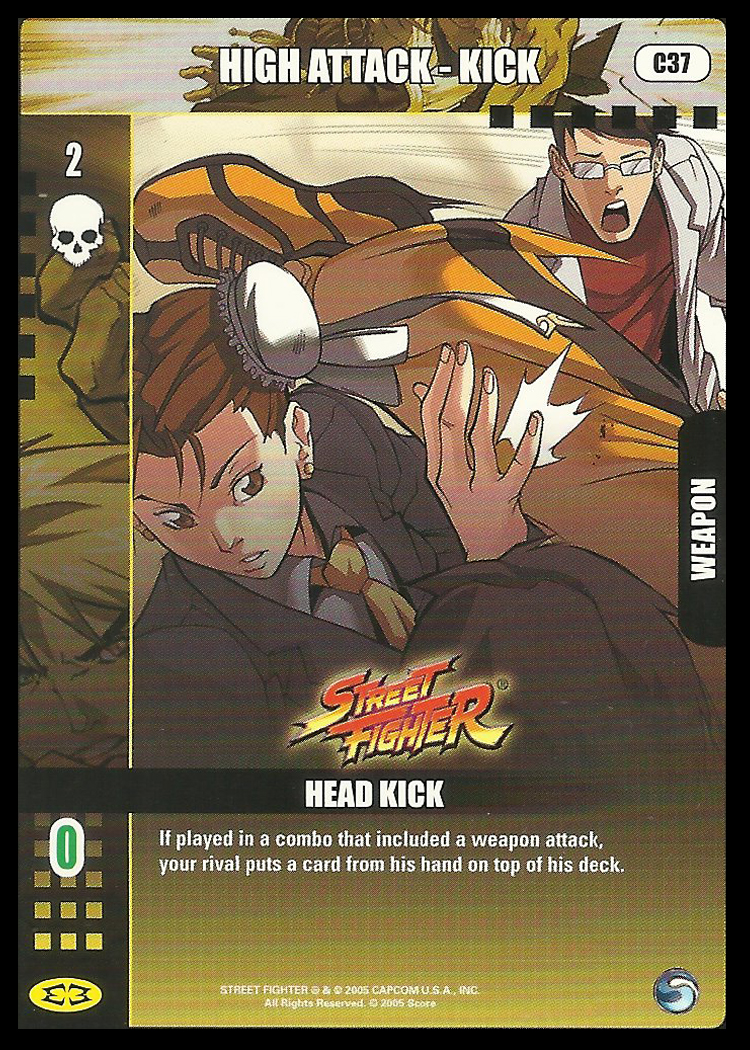 HIGH ATTACK - KICK
C37
2
WEAPON
STREET
FIGHTER®
HEAD KICK
0
If played in a combo that included a weapon attack,
your rival puts a card from his hand on top of his deck.
STREET FIGHTER ® & © 2005 CAPCOM U.S.A., INC.
All Rights Reserved. © 2005 Score